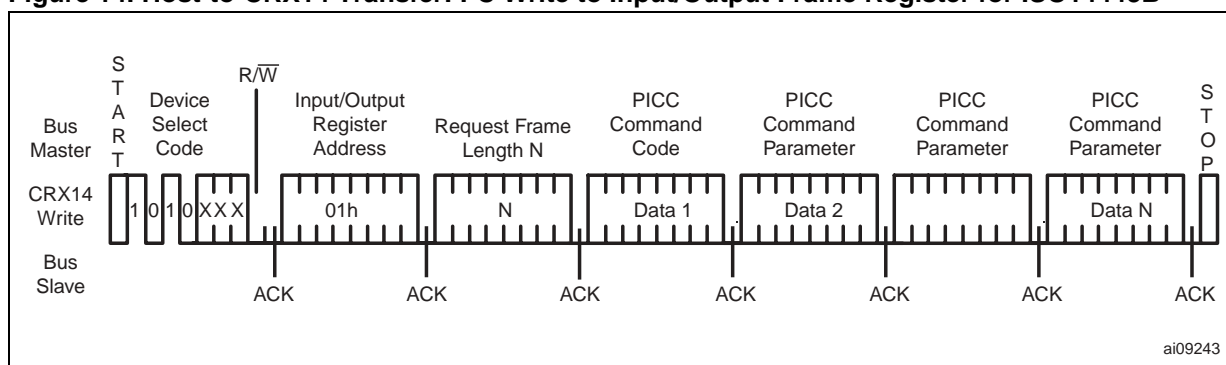 Figure 14. Host-to-CRX14 Transfer: I²C Write to Input/Output Frame Register for ISO14443B
START
R/W
Device Select Code
Input/Output Register Address
Request Frame Length N
PICC Command Code
PICC Command Parameter
PICC Command Parameter
PICC Command Parameter
STOP
Bus Master
CRX14 Write
1 0 1 0 X X X
01h
N
Data 1
Data 2
Data N
Bus Slave
ACK
ACK
ACK
ACK
ACK
ACK
ACK
ai09243